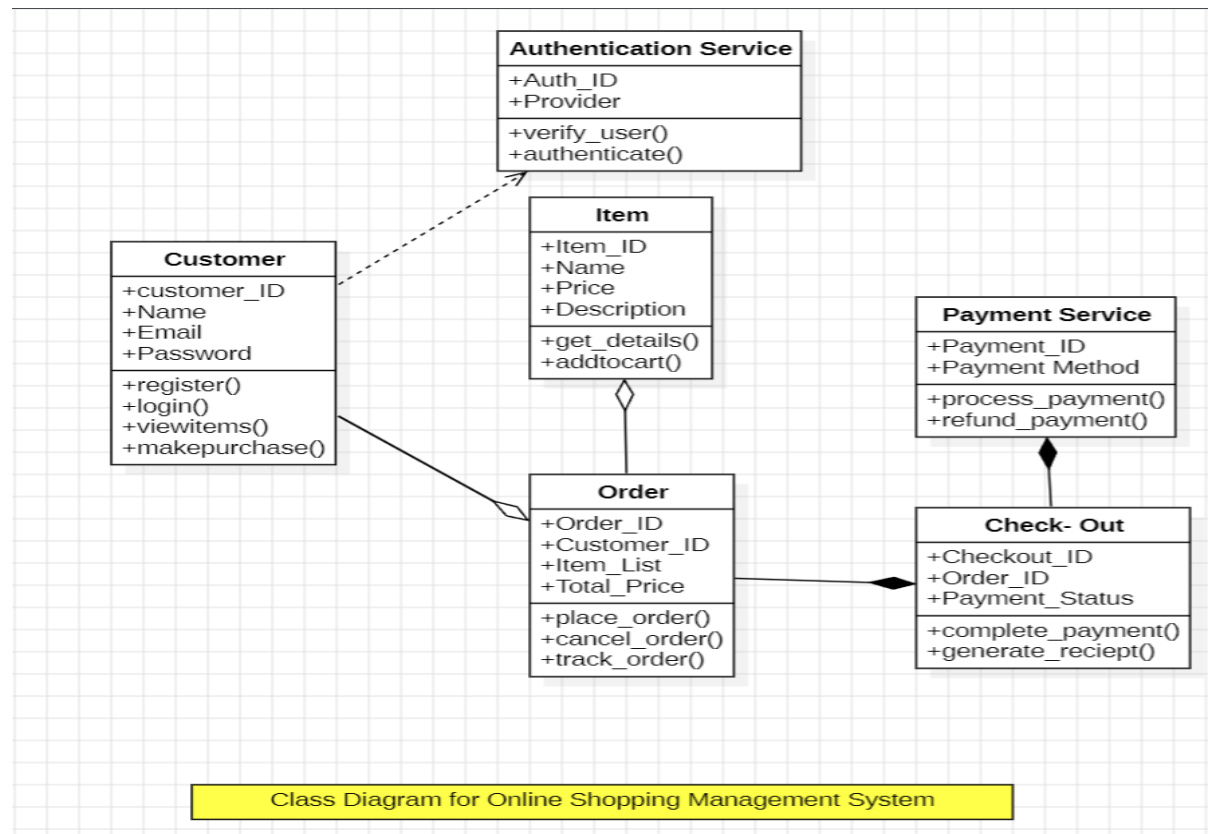 Authentication Service
+Auth_ID
+Provider
+verify_user()
+authenticate()
Item
+Item_ID
+Name
+Price
+Description
+get_details()
+addtocart()
Customer
+customer_ID
+Name
+Email
+Password
+register()
+login()
+viewitems()
+makepurchase()
Payment Service
+Payment_ID
+Payment Method
+process_payment()
+refund_payment()
Order
+Order_ID
+Customer_ID
+Item_List
+Total_Price
+place_order()
+cancel_order()
+track_order()
Check- Out
+Checkout_ID
+Order_ID
+Payment_Status
+complete_payment()
+generate_reciept()
Class Diagram for Online Shopping Management System